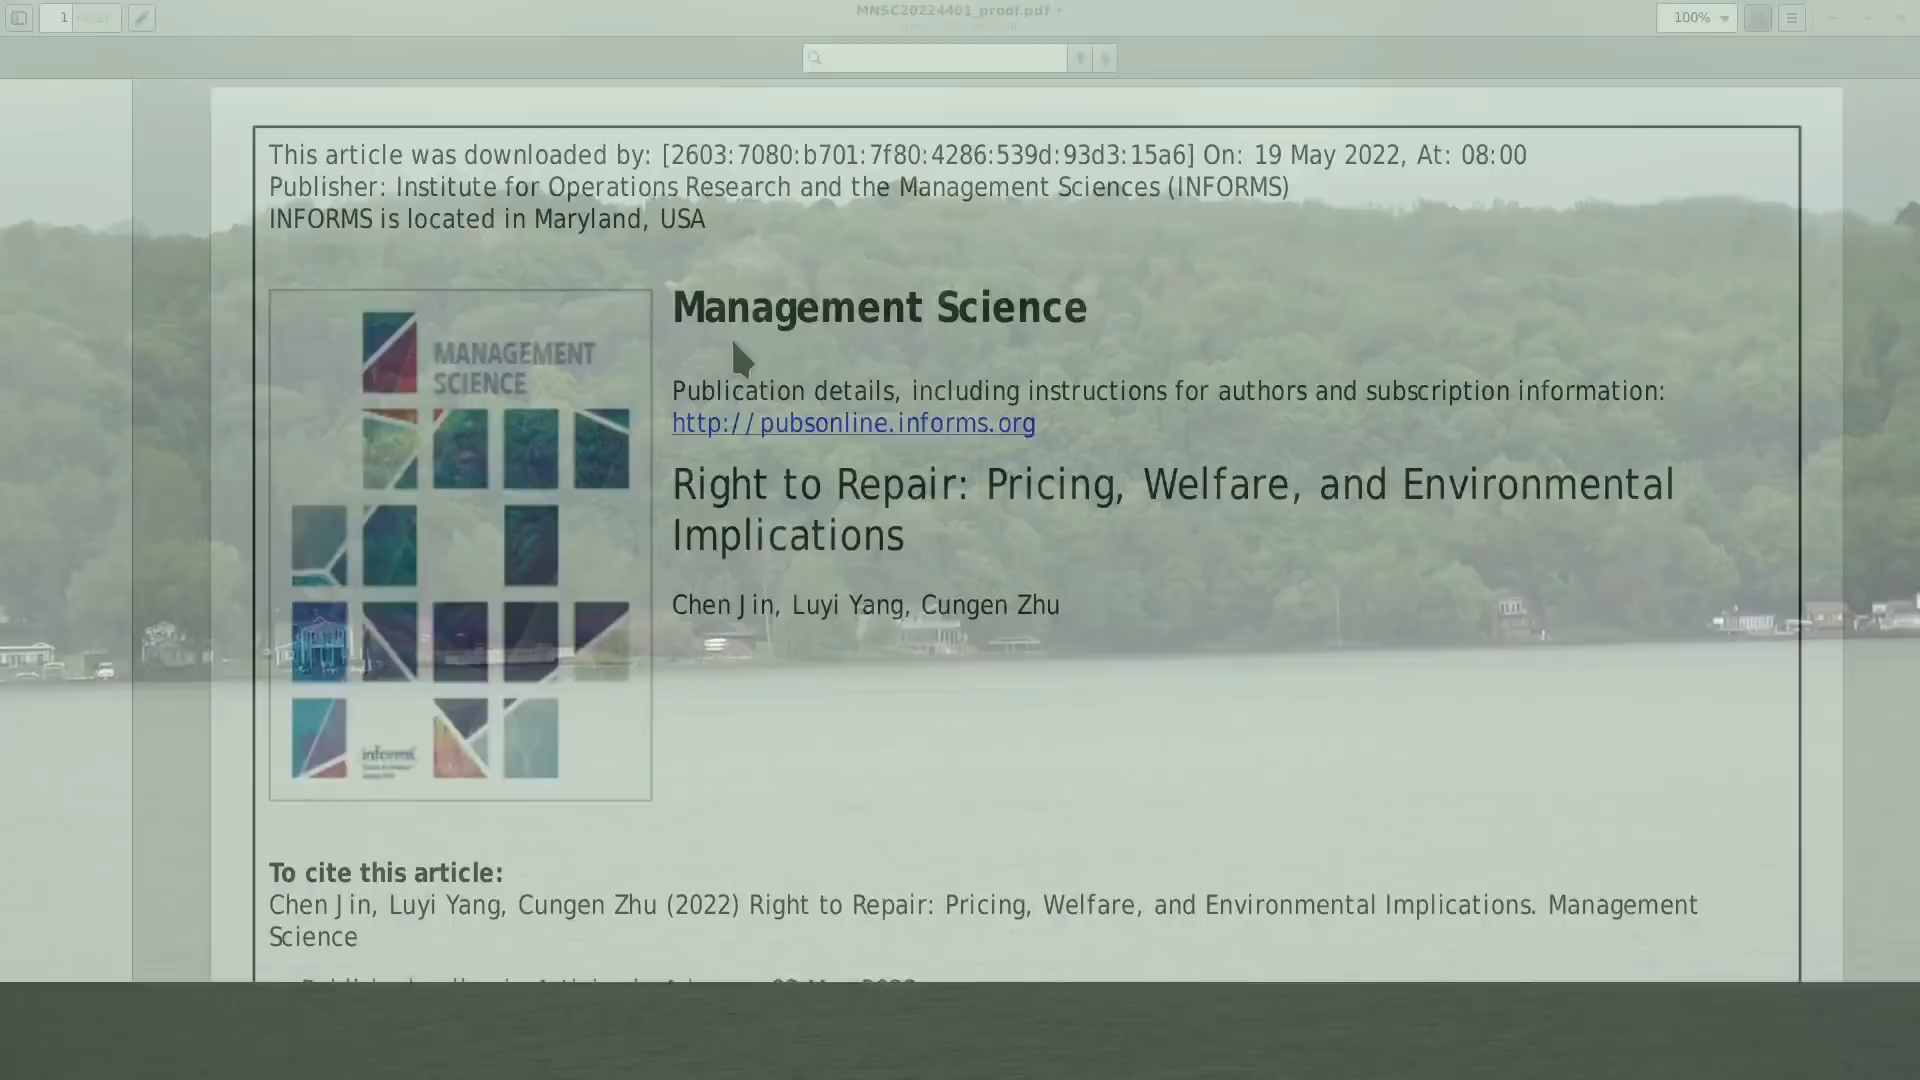 MNSC20224401_proof.pdf
1
100%
This article was downloaded by: [2603:7080:b701:7f80:4286:539d:93d3:15a6] On: 19 May 2022, At: 08:00
Publisher: Institute for Operations Research and the Management Sciences (INFORMS)
INFORMS is located in Maryland, USA
MANAGEMENT
SCIENCE
informs
Management Science
Publication details, including instructions for authors and subscription information:
http://pubsonline.informs.org
Right to Repair: Pricing, Welfare, and Environmental
Implications
Chen Jin, Luyi Yang, Cungen Zhu
To cite this article:
Chen Jin, Luyi Yang, Cungen Zhu (2022) Right to Repair: Pricing, Welfare, and Environmental Implications. Management
Science